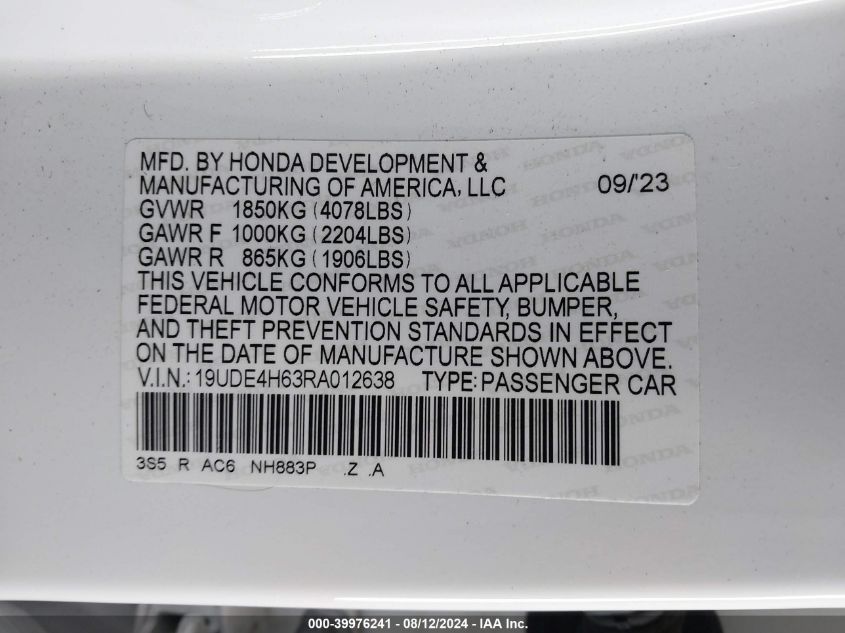 MFD. BY HONDA DEVELOPMENT &
MANUFACTURING OF AMERICA, LLC 09/'23
GVWR 1850KG (4078LBS)
GAWR F 1000KG (2204LBS)
GAWR R 865KG (1906LBS)
THIS VEHICLE CONFORMS TO ALL APPLICABLE
FEDERAL MOTOR VEHICLE SAFETY, BUMPER,
AND THEFT PREVENTION STANDARDS IN EFFECT
ON THE DATE OF MANUFACTURE SHOWN ABOVE.
V.I.N.: 19UDE4H63RA012638 TYPE: PASSENGER CAR
3S5 R AC6 NH883P .Z .A
000-39976241 - 08/12/2024 - IAA Inc.